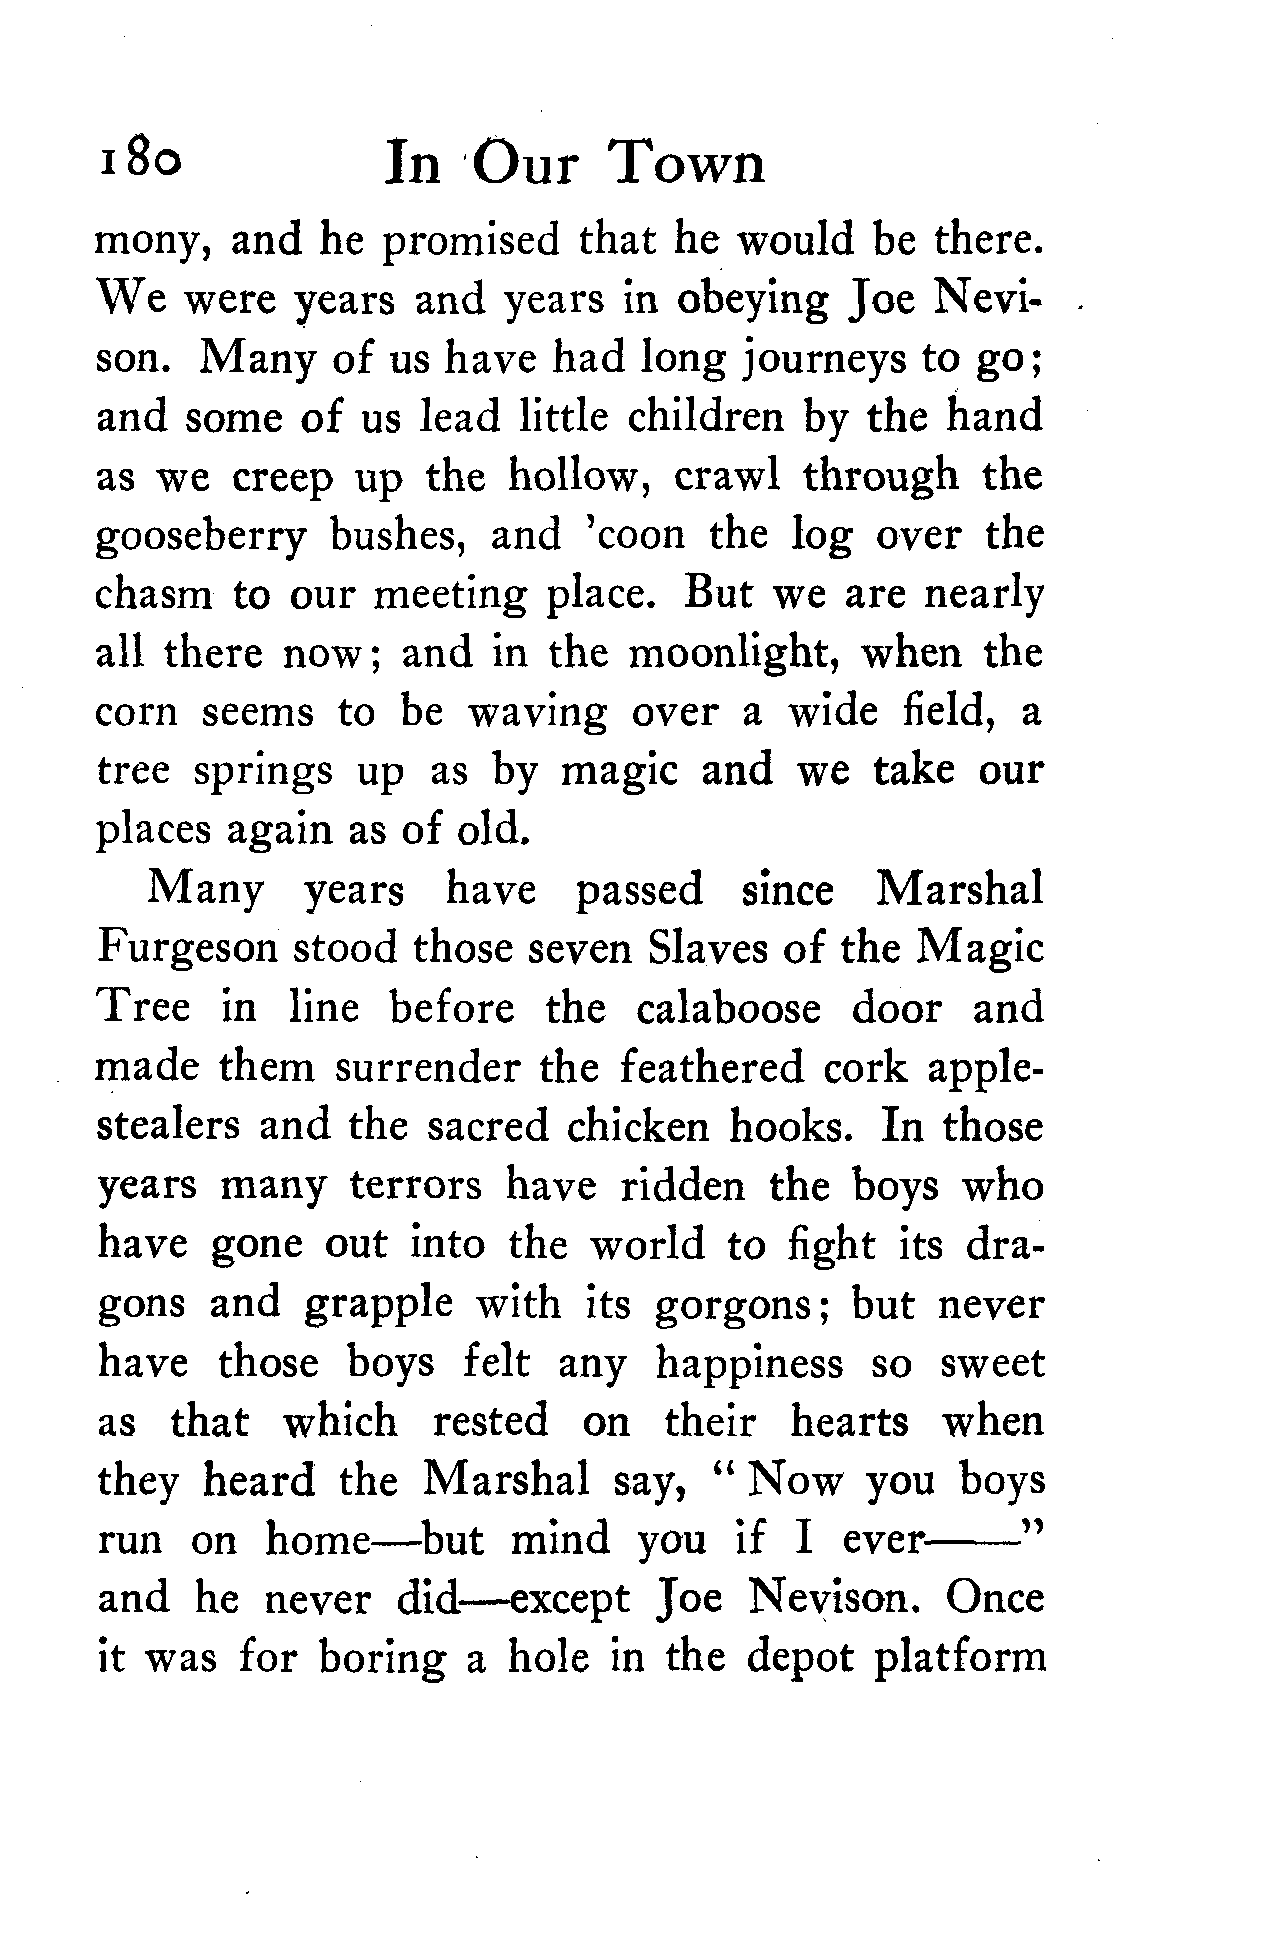 180 In Our Town
mony, and he promised that he would be there.
We were years and years in obeying Joe Nevi-
son. Many of us have had long journeys to go;
and some of us lead little children by the hand
as we creep up the hollow, crawl through the
gooseberry bushes, and ’coon the log over the
chasm to our meeting place. But we are nearly
all there now; and in the moonlight, when the
corn seems to be waving over a wide field, a
tree springs up as by magic and we take our
places again as of old.
Many years have passed since Marshal
Furgeson stood those seven Slaves of the Magic
Tree in line before the calaboose door and
made them surrender the feathered cork apple-
stealers and the sacred chicken hooks. In those
years many terrors have ridden the boys who
have gone out into the world to fight its dra-
gons and grapple with its gorgons; but never
have those boys felt any happiness so sweet
as that which rested on their hearts when
they heard the Marshal say, “Now you boys
run on home—but mind you if I ever——”
and he never did—except Joe Nevison. Once
it was for boring a hole in the depot platform